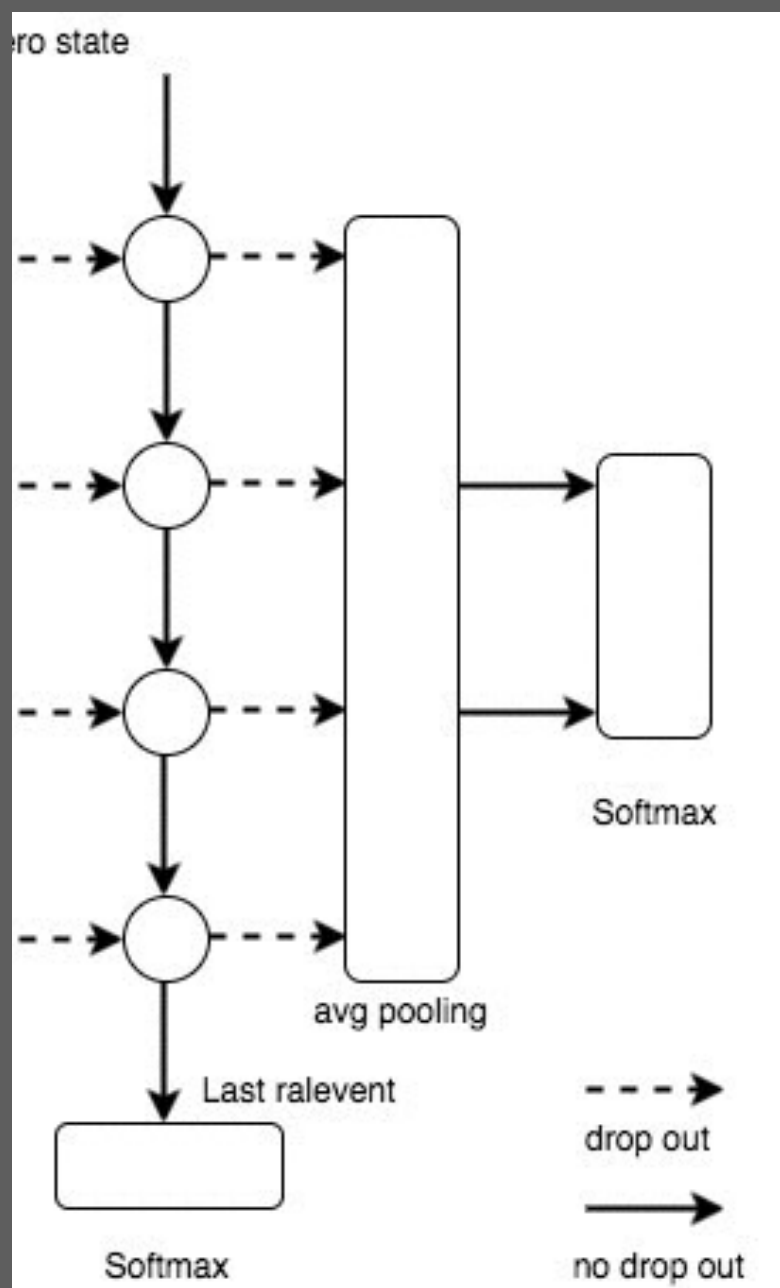 ero state
Softmax
avg pooling
Last ralevent
drop out
Softmax
no drop out